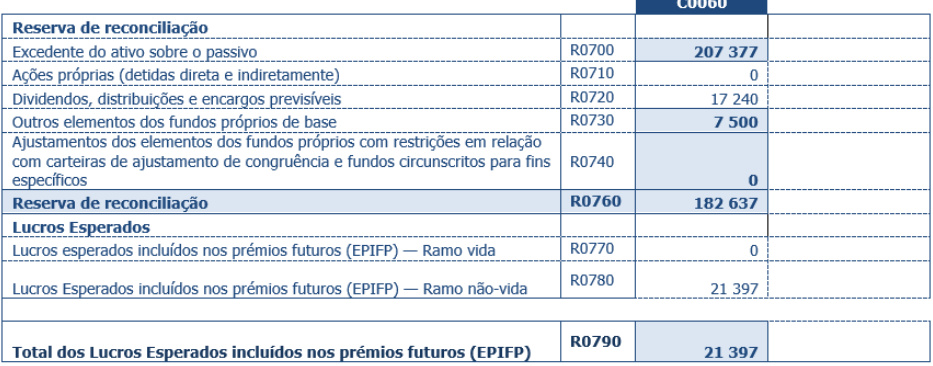 C0060
Reserva de reconciliação
Excedente do ativo sobre o passivo R0700 207 377
Ações próprias (detidas direta e indiretamente) R0710 0
Dividendos, distribuições e encargos previsíveis R0720 17 240
Outros elementos dos fundos próprios de base R0730 7 500
Ajustamentos dos elementos dos fundos próprios com restrições em relação
com carteiras de ajustamento de congruência e fundos circunscritos para fins R0740
específicos 0
Reserva de reconciliação R0760 182 637
Lucros Esperados
Lucros esperados incluídos nos prémios futuros (EPIFP) — Ramo vida R0770 0
Lucros Esperados incluídos nos prémios futuros (EPIFP) — Ramo não-vida R0780 21 397
Total dos Lucros Esperados incluídos nos prémios futuros (EPIFP) R0790 21 397